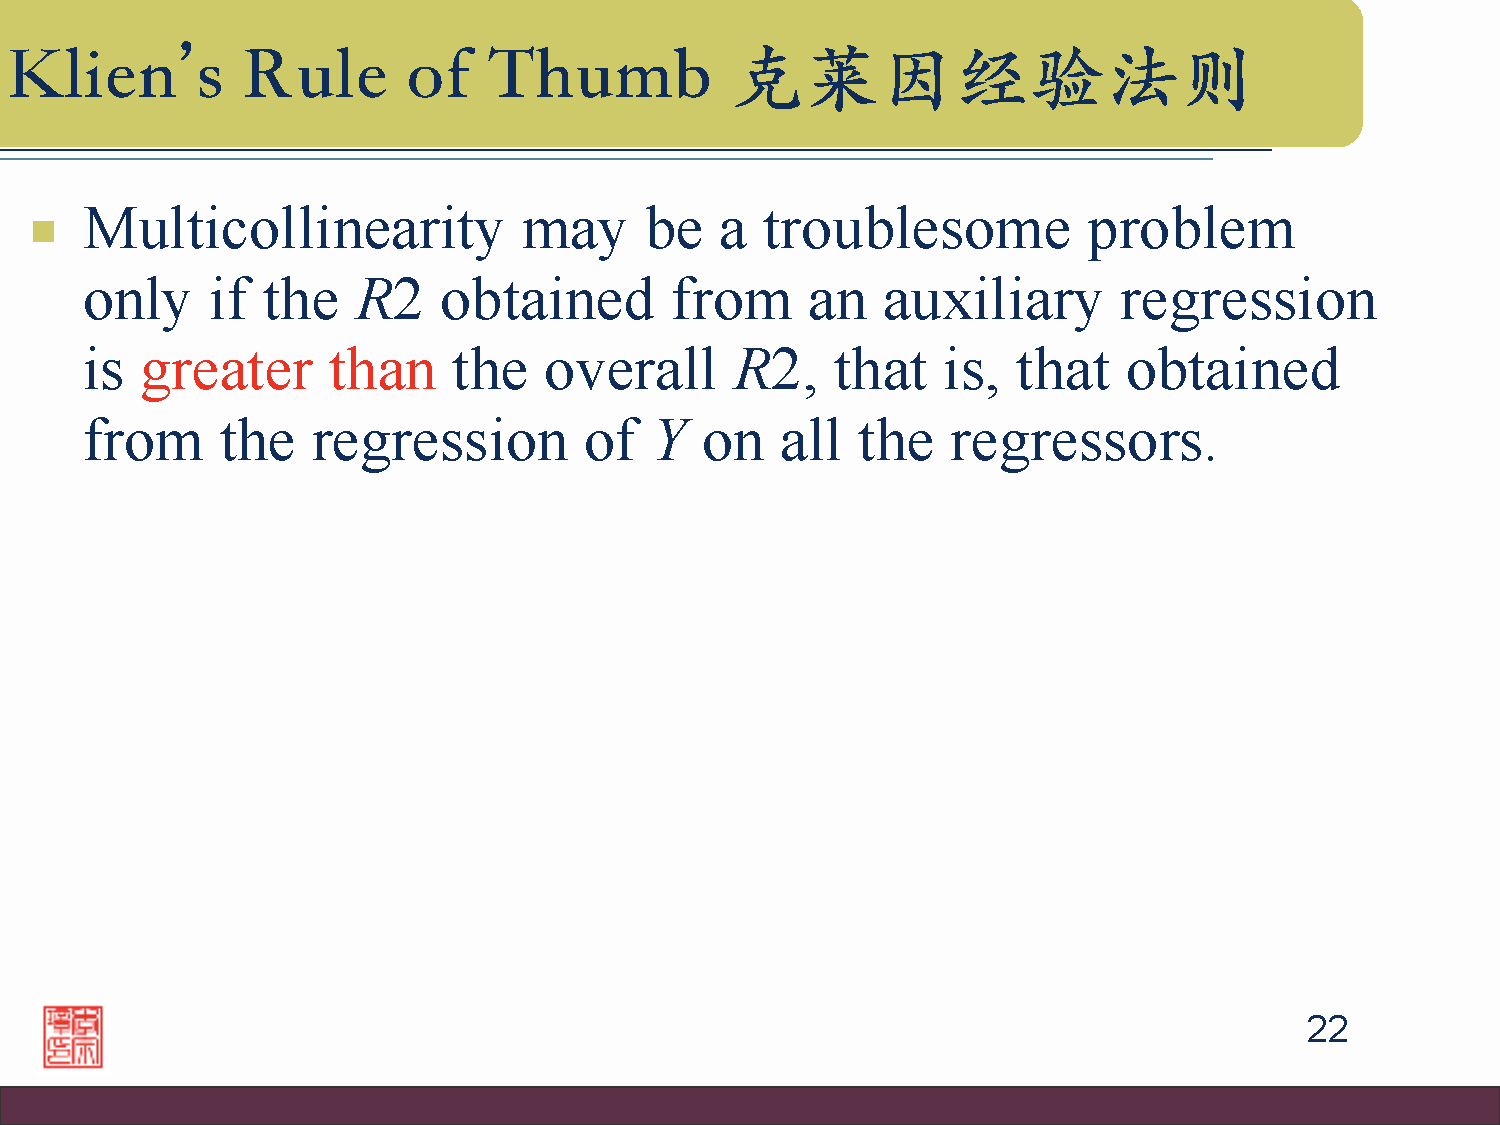 Klien’s Rule of Thumb 克莱因经验法则
Multicollinearity may be a troublesome problem
only if the R2 obtained from an auxiliary regression
is greater than the overall R2, that is, that obtained
from the regression of Y on all the regressors.
22